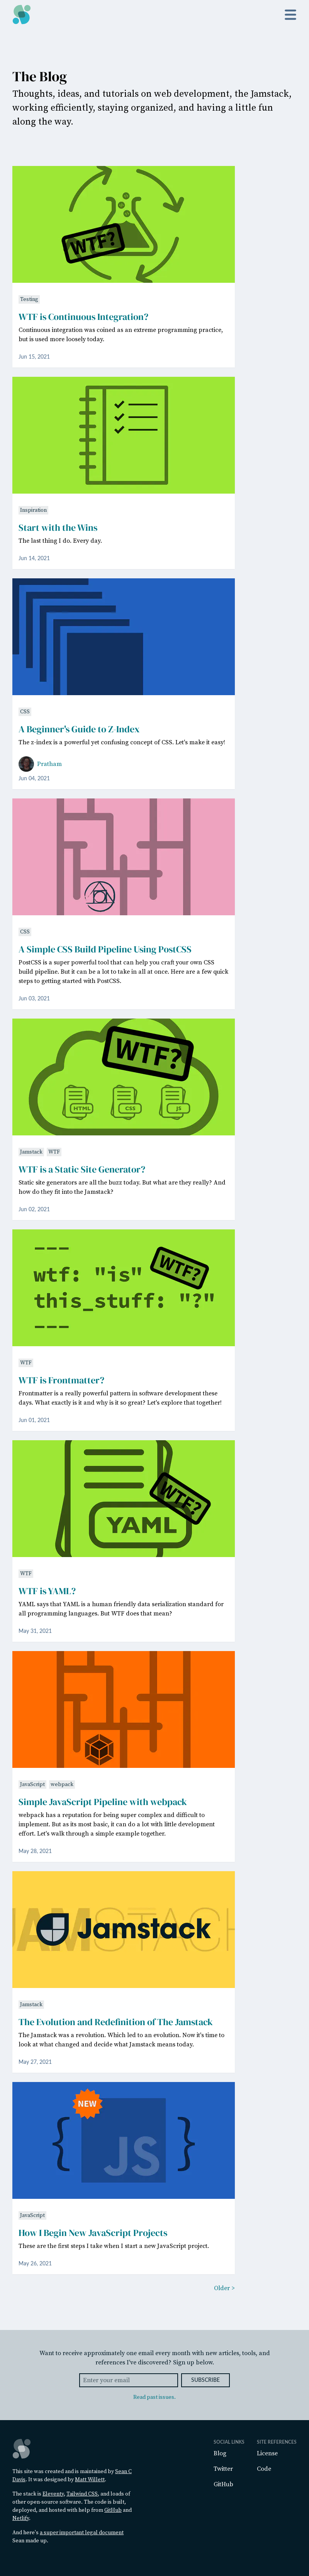 The Blog
Thoughts, ideas, and tutorials on web development, the Jamstack,
working efficiently, staying organized, and having a little fun
along the way.
WTF?
Testing
WTF is Continuous Integration?
Continuous integration was coined as an extreme programming practice,
but is used more loosely today.
Jun 15, 2021
Inspiration
Start with the Wins
The last thing I do. Every day.
Jun 14, 2021
CSS
A Beginner's Guide to Z-Index
The z-index is a powerful yet confusing concept of CSS. Let's make it easy!
Pratham
Jun 04, 2021
CSS
A Simple CSS Build Pipeline Using PostCSS
PostCSS is a super powerful tool that can help you craft your own CSS
build pipeline. But it can be a lot to take in all at once. Here are a few quick
steps to getting started with PostCSS.
Jun 03, 2021
WTF?
HTML CSS JS
Jamstack WTF
WTF is a Static Site Generator?
Static site generators are all the buzz today. But what are they really? And
how do they fit into the Jamstack?
Jun 02, 2021
---
wtf: "is" WTF?
this_stuff: "?"
---
WTF
WTF is Frontmatter?
Frontmatter is a really powerful pattern in software development these
days. What exactly is it and why is it so great? Let's explore that together!
Jun 01, 2021
WTF?
YAML
WTF
WTF is YAML?
YAML says that YAML is a human friendly data serialization standard for
all programming languages. But WTF does that mean?
May 31, 2021
JavaScript webpack
Simple JavaScript Pipeline with webpack
webpack has a reputation for being super complex and difficult to
implement. But as its most basic, it can do a lot with little development
effort. Let's walk through a simple example together.
May 28, 2021
JAMSTACK
Jamstack
Jamstack
The Evolution and Redefinition of The Jamstack
The Jamstack was a revolution. Which led to an evolution. Now it's time to
look at what changed and decide what Jamstack means today.
May 27, 2021
NEW
{ JS }
JavaScript
How I Begin New JavaScript Projects
These are the first steps I take when I start a new JavaScript project.
May 26, 2021
Older >
Want to receive approximately one email every month with new articles, tools, and
references I've discovered? Sign up below.
Enter your email SUBSCRIBE
Read past issues.
This site was created and is maintained by Sean C
Davis. It was designed by Matt Willett.
The stack is Eleventy, Tailwind CSS, and loads of
other open-source software. The code is built,
deployed, and hosted with help from GitHub and
Netlify.
And here's a super important legal document
Sean made up.
SOCIAL LINKS
Blog
Twitter
GitHub
SITE REFERENCES
License
Code